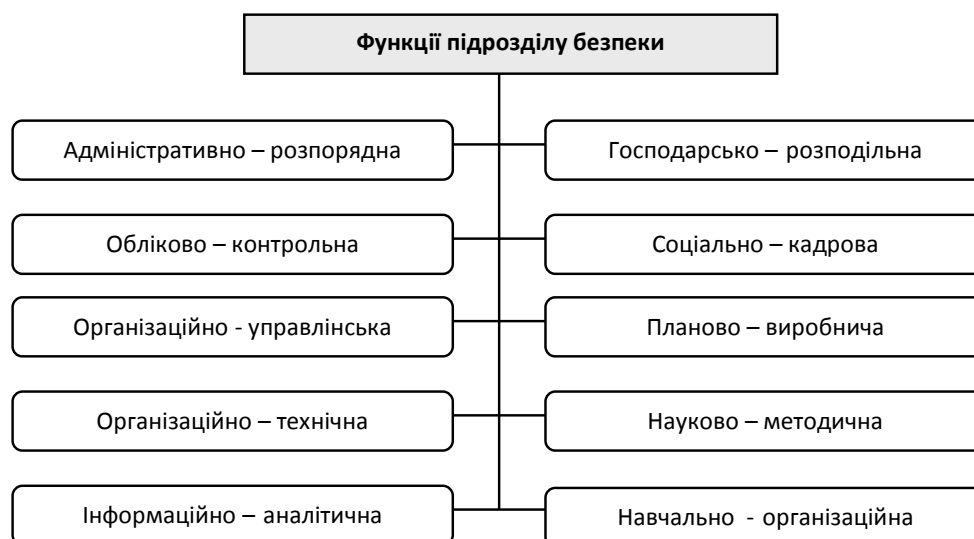 Функції підрозділу безпеки
Адміністративно – розпорядна
Господарсько – розподільна
Обліково – контрольна
Соціально – кадрова
Організаційно - управлінська
Планово – виробнича
Організаційно – технічна
Науково – методична
Інформаційно – аналітична
Навчально - організаційна